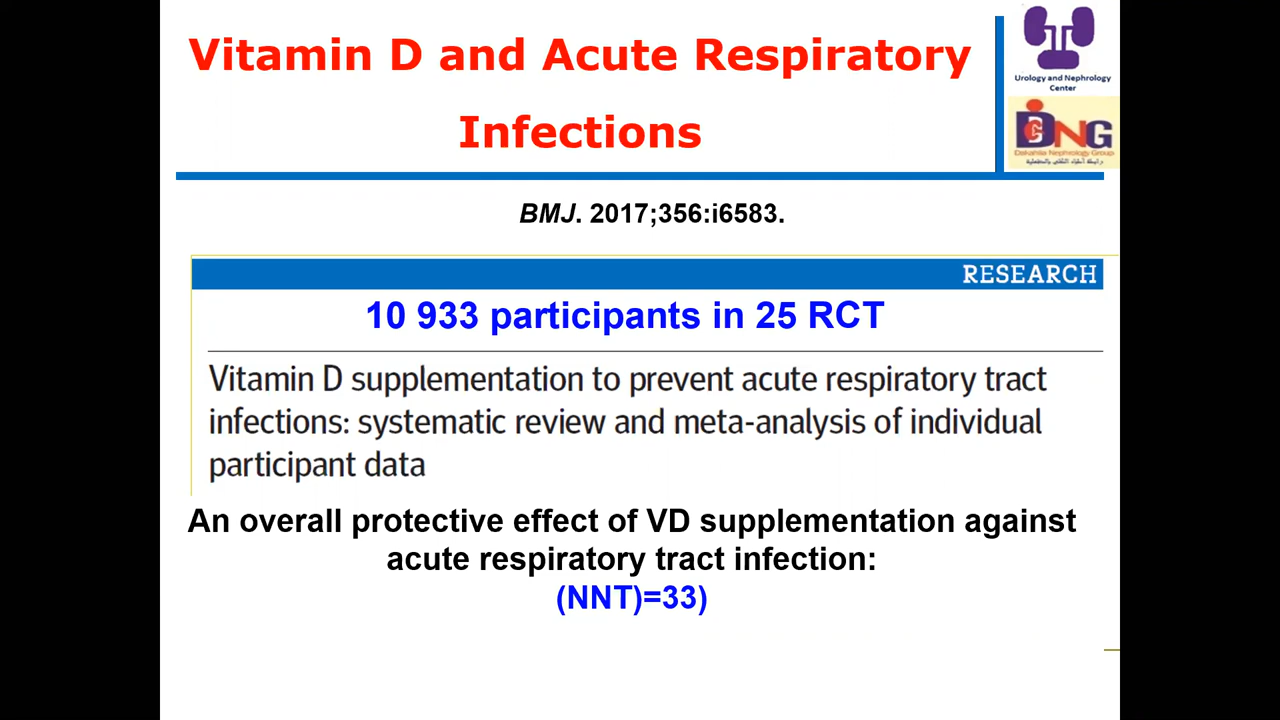 Vitamin D and Acute Respiratory
Infections
Urology and Nephrology
Center
DNG
Dakahlia Nephrology Group
BMJ. 2017;356:i6583.
RESEARCH
10 933 participants in 25 RCT
Vitamin D supplementation to prevent acute respiratory tract
infections: systematic review and meta-analysis of individual
participant data
An overall protective effect of VD supplementation against
acute respiratory tract infection:
(NNT)=33)